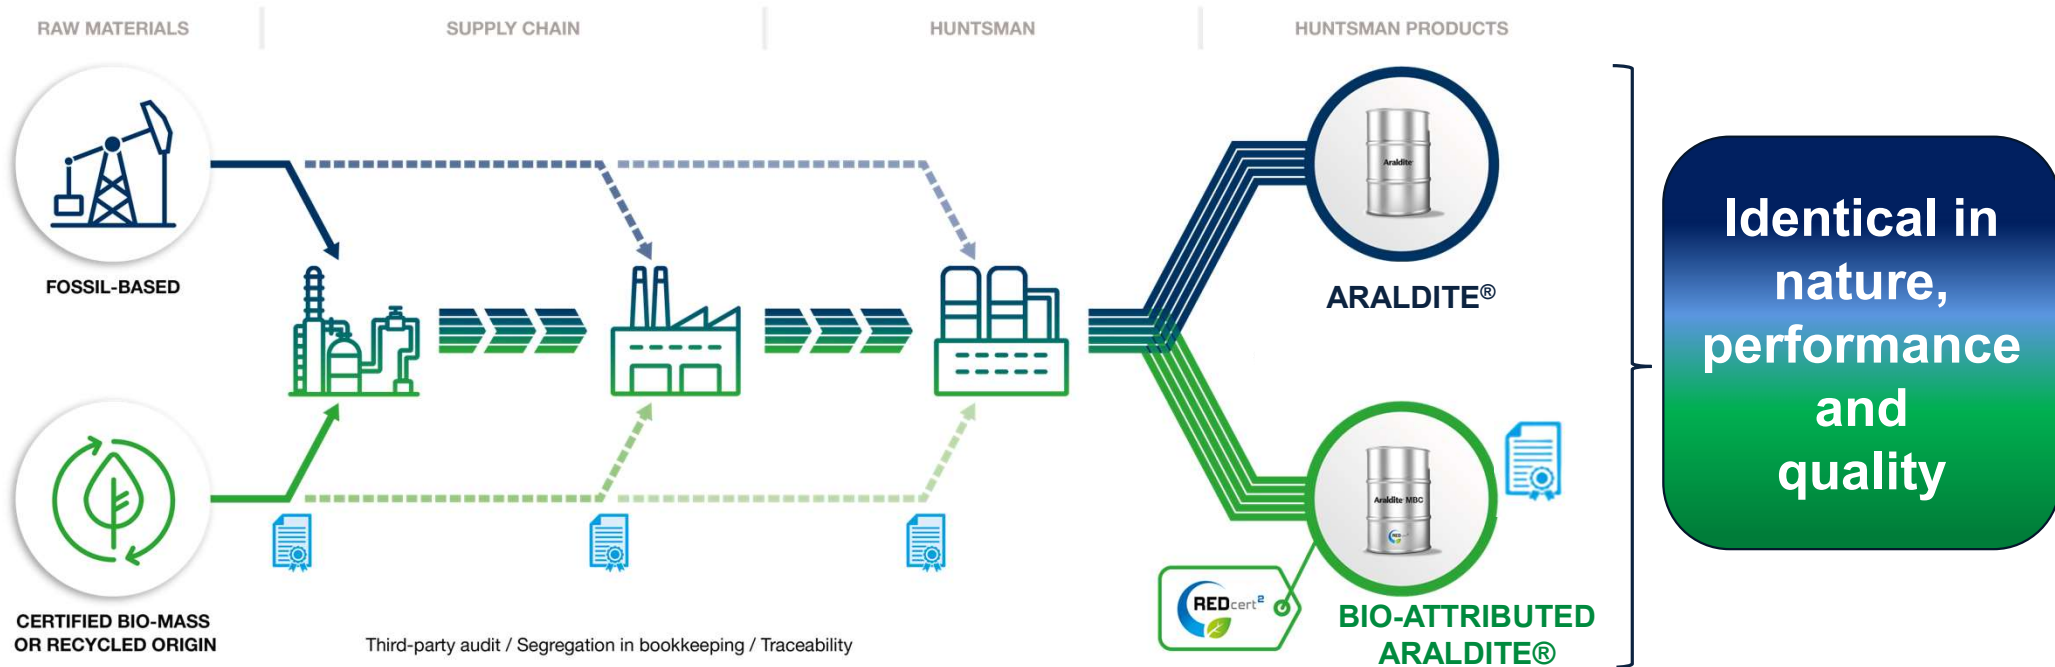 RAW MATERIALS
SUPPLY CHAIN
HUNTSMAN
HUNTSMAN PRODUCTS
FOSSIL-BASED
Araldite
ARALDITE®
Identical in
nature,
performance
and
quality
Araldite MBC
RED
REDcert²
CERTIFIED BIO-MASS
OR RECYCLED ORIGIN
Third-party audit / Segregation in bookkeeping / Traceability
BIO-ATTRIBUTED
ARALDITE®